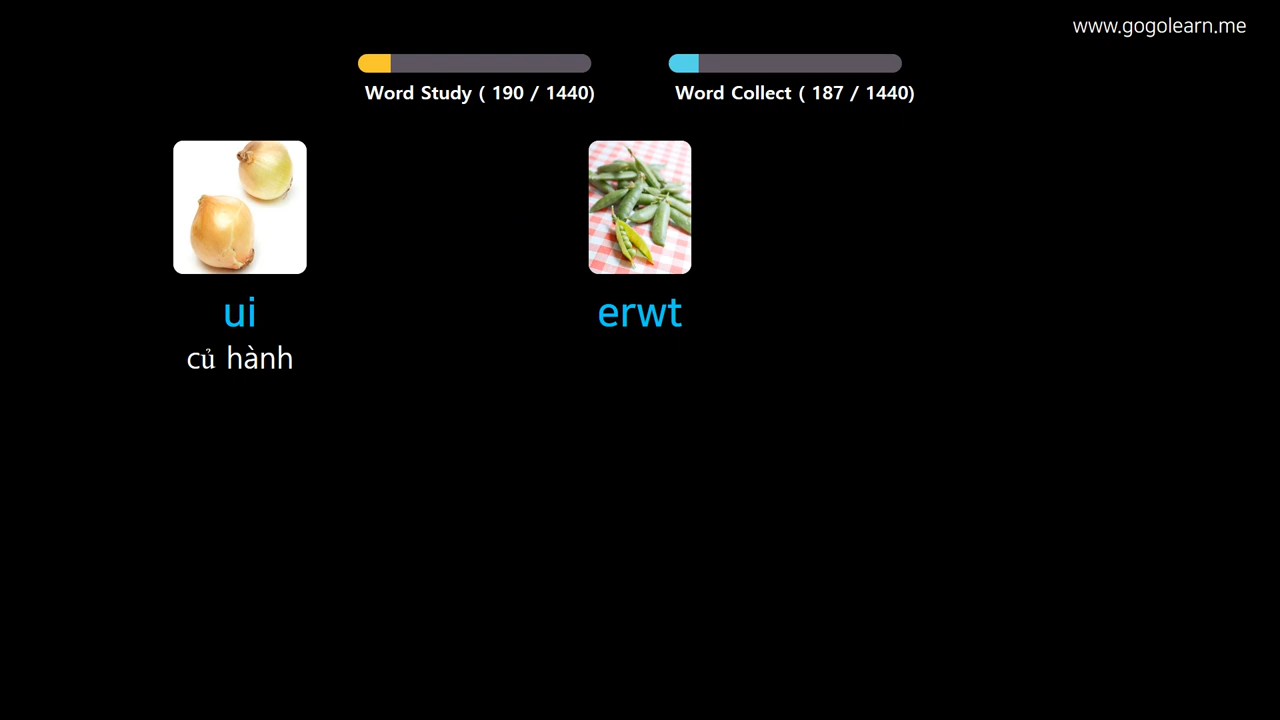 www.gogolearn.me
Word Study ( 190 / 1440)
Word Collect ( 187 / 1440)
ui
củ hành
erwt